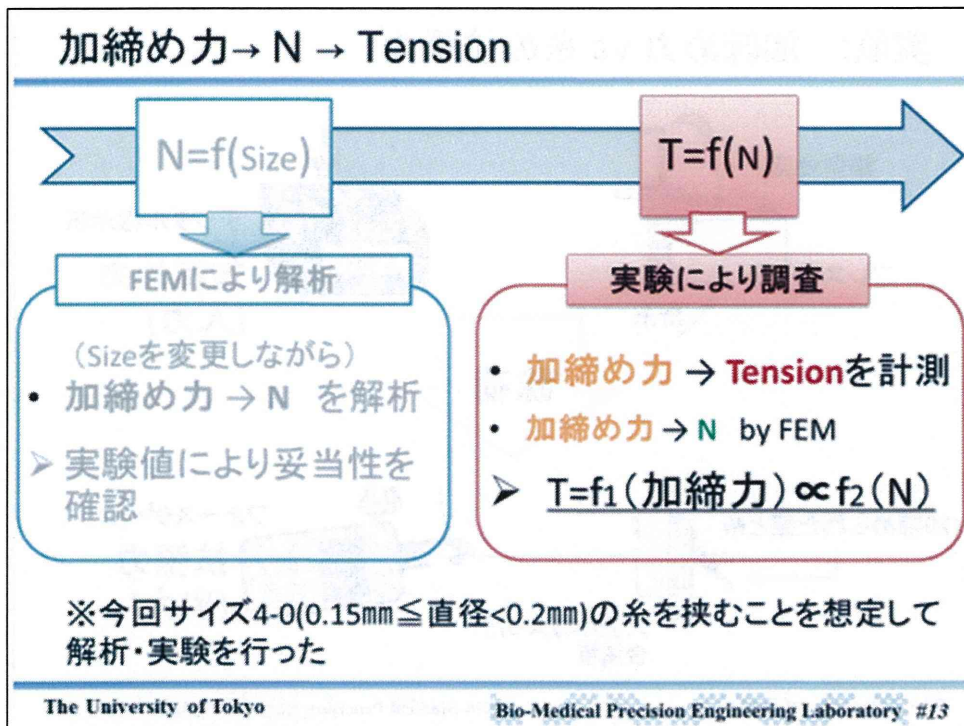 加締め力→ N → Tension
N=f(Size)
T=f(N)
FEMにより解析
実験により調査
（Sizeを変更しながら）
• 加締め力 → N を解析
➢ 実験値により妥当性を
確認
• 加締め力 → Tensionを計測
• 加締め力 → N by FEM
➢ T=f1(加締力)∝f2(N)
※今回サイズ4-0(0.15㎜≦直径<0.2㎜)の糸を挟むことを想定して
解析・実験を行った
The University of Tokyo
Bio-Medical Precision Engineering Laboratory #13